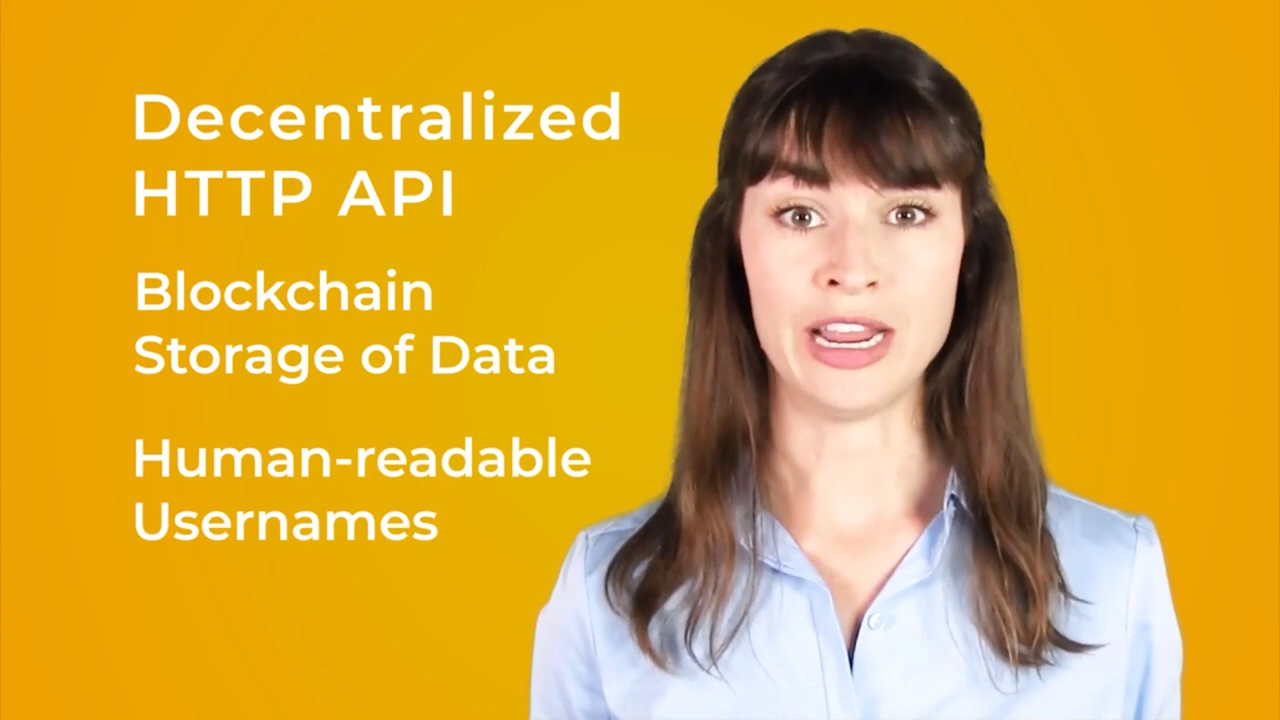 Decentralized
HTTP API
Blockchain
Storage of Data
Human-readable
Usernames